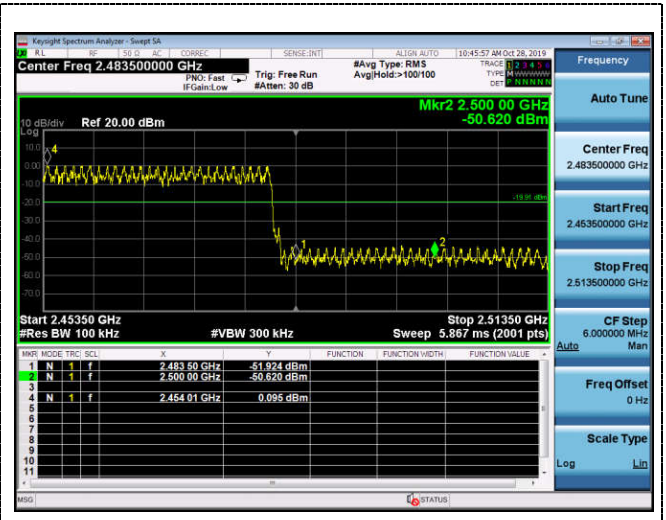 Keysight Spectrum Analyzer - Swept SA
RL RF 50 Ω AC CORREC SENSE:INT ALIGN AUTO 10:45:57 AM Oct 28, 2019
Center Freq 2.483500000 GHz
PNO: Fast
IFGain:Low
Trig: Free Run
#Atten: 30 dB
#Avg Type: RMS
Avg|Hold:>100/100
TRACE 1 2 3 4 5 6
TYPE M WWWWW
DET P N N N N N
Frequency
Mkr2 2.500 00 GHz
-50.620 dBm
10 dB/div Ref 20.00 dBm
Log
10.0
0.00
-10.0
-20.0
-30.0
-40.0
-50.0
-60.0
-70.0
4
1
2
-19.91 dBm
Start 2.45350 GHz Stop 2.51350 GHz
#Res BW 100 kHz #VBW 300 kHz Sweep 5.867 ms (2001 pts)
MKR MODE TRC SCL X Y FUNCTION FUNCTION WIDTH FUNCTION VALUE
1 N 1 f 2.483 50 GHz -51.924 dBm
2 N 1 f 2.500 00 GHz -50.620 dBm
3
4 N 1 f 2.454 01 GHz 0.095 dBm
5
6
7
8
9
10
11
Auto Tune
Center Freq
2.483500000 GHz
Start Freq
2.453500000 GHz
Stop Freq
2.513500000 GHz
CF Step
6.000000 MHz
Auto Man
Freq Offset
0 Hz
Scale Type
Log Lin
MSG STATUS